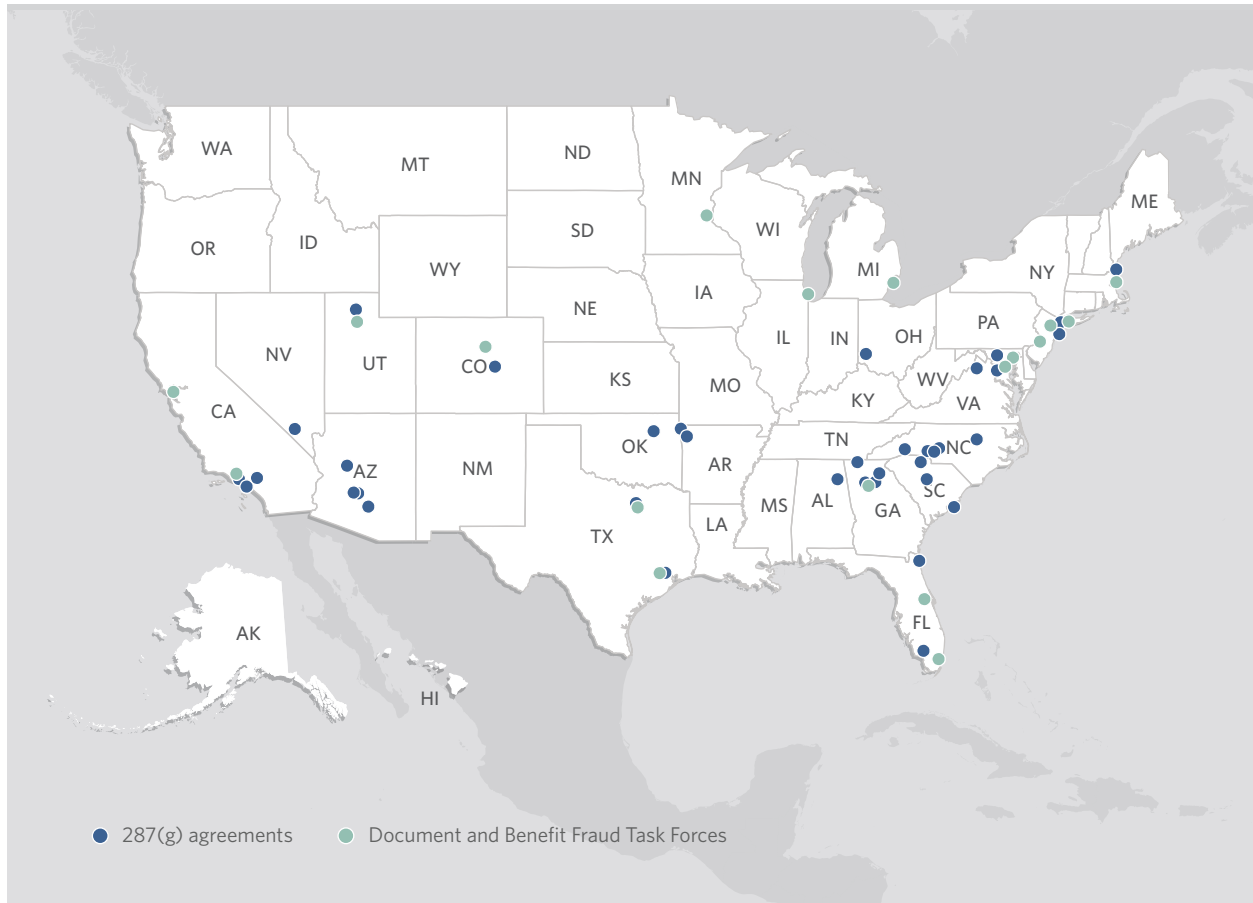 WA
MT
ND
MN
ME
OR
ID
SD
WI
MI
NY
WY
IA
NE
PA
NV
UT
CO
IL
IN
OH
KS
MO
WV
VA
CA
KY
TN
NC
OK
AZ
NM
AR
SC
MS
AL
GA
TX
LA
FL
AK
HI
287(g) agreements
Document and Benefit Fraud Task Forces